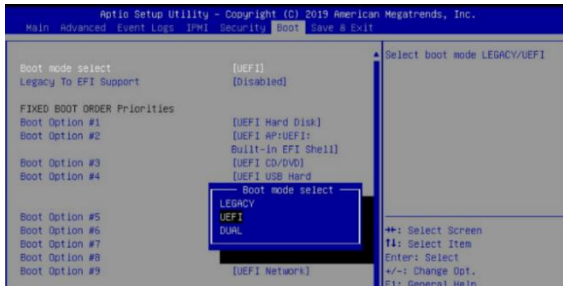 Aptio Setup Utility - Copyright (C) 2019 American Megatrends, Inc.
Main Advanced Event Logs IPMI Security Boot Save & Exit
Boot mode select [UEFI]
Legacy To EFI Support [Disabled]
FIXED BOOT ORDER Priorities
Boot Option #1 [UEFI Hard Disk]
Boot Option #2 [UEFI AP:UEFI:
Built-in EFI Shell]
Boot Option #3 [UEFI CD/DVD]
Boot Option #4 [UEFI USB Hard
Boot Option #5
Boot Option #6
Boot Option #7
Boot Option #8
Boot Option #9 [UEFI Network]
Boot mode select
LEGACY
UEFI
DUAL
Select boot mode LEGACY/UEFI
→←: Select Screen
↑↓: Select Item
Enter: Select
+/-: Change Opt.
F1: General Help